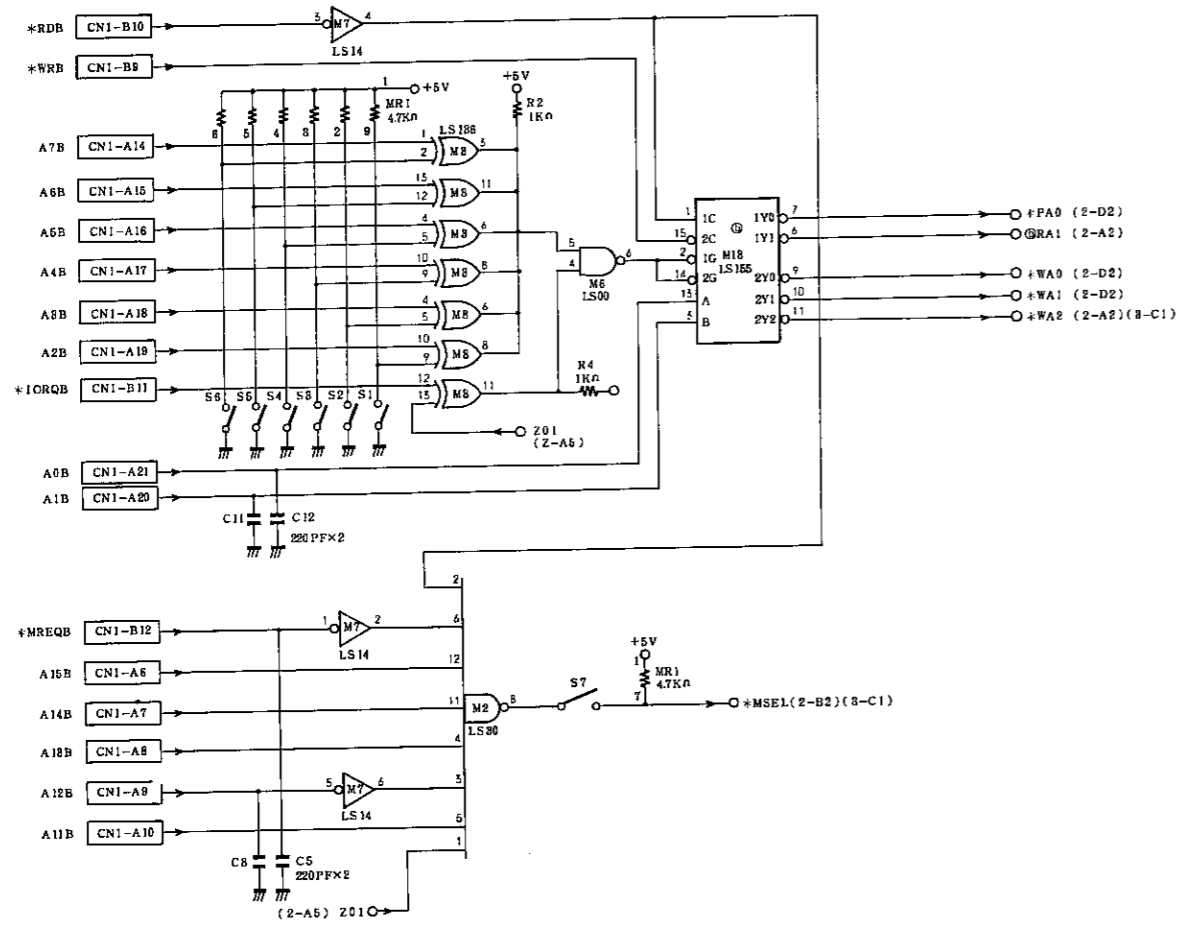 *RDB CN1-B10 3 M7 4
LS14
*WRB CN1-B9
1 +5V
MR1
4.7KΩ
+5V
R2
1KΩ
6 5 4 8 2 9
LS136
A7B CN1-A14 1 2 M8 3
A6B CN1-A15 13 12 M8 11
A5B CN1-A16 4 5 M8 6
A4B CN1-A17 10 9 M8 8
A3B CN1-A18 4 5 M8 6
A2B CN1-A19 10 9 M8 8
*IORQB CN1-B11 12 13 M8 11
5 4 6
M6
LS00
R4
1KΩ
S6 S5 S4 S3 S2 S1
Z01
(2-A5)
1 1C 1Y0 7 *PA0 (2-D2)
15 2C 1Y1 6 RA1 (2-A2)
2 1G M18
14 2G LS155 2Y0 9 *WA0 (2-D2)
13 A 2Y1 10 *WA1 (2-D2)
3 B 2Y2 11 *WA2 (2-A2)(3-C1)
A0B CN1-A21
A1B CN1-A20
C11 C12
220PF×2
2
*MREQB CN1-B12 1 M7 2 6
LS14
A15B CN1-A6 12
A14B CN1-A7 11
A13B CN1-A8 4
A12B CN1-A9 5 M7 6 3
LS14
A11B CN1-A10 5
1
M2 8
LS30
S7
+5V
1
MR1
4.7KΩ
7
*MSEL(2-B2)(3-C1)
C8 C5
220PF×2
(2-A5) Z01